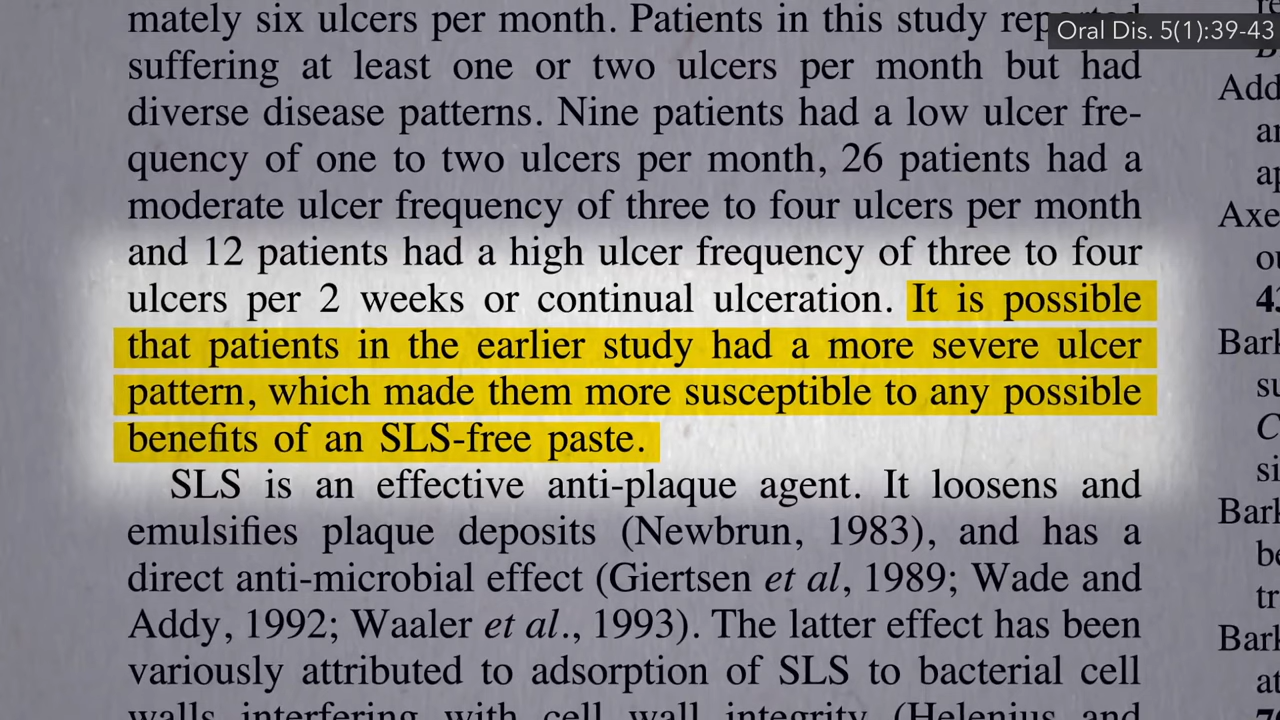 mately six ulcers per month. Patients in this study
Oral Dis. 5(1):39-43
suffering at least one or two ulcers per month but had
diverse disease patterns. Nine patients had a low ulcer fre-
quency of one to two ulcers per month, 26 patients had a
moderate ulcer frequency of three to four ulcers per month
and 12 patients had a high ulcer frequency of three to four
ulcers per 2 weeks or continual ulceration. It is possible
that patients in the earlier study had a more severe ulcer
pattern, which made them more susceptible to any possible
benefits of an SLS-free paste.
SLS is an effective anti-plaque agent. It loosens and
emulsifies plaque deposits (Newbrun, 1983), and has a
direct anti-microbial effect (Giertsen et al, 1989; Wade and
Addy, 1992; Waaler et al., 1993). The latter effect has been
variously attributed to adsorption of SLS to bacterial cell
walls interfering with cell wall integrity (Helenius and
Add
Axe
Bark
Bark
Bark